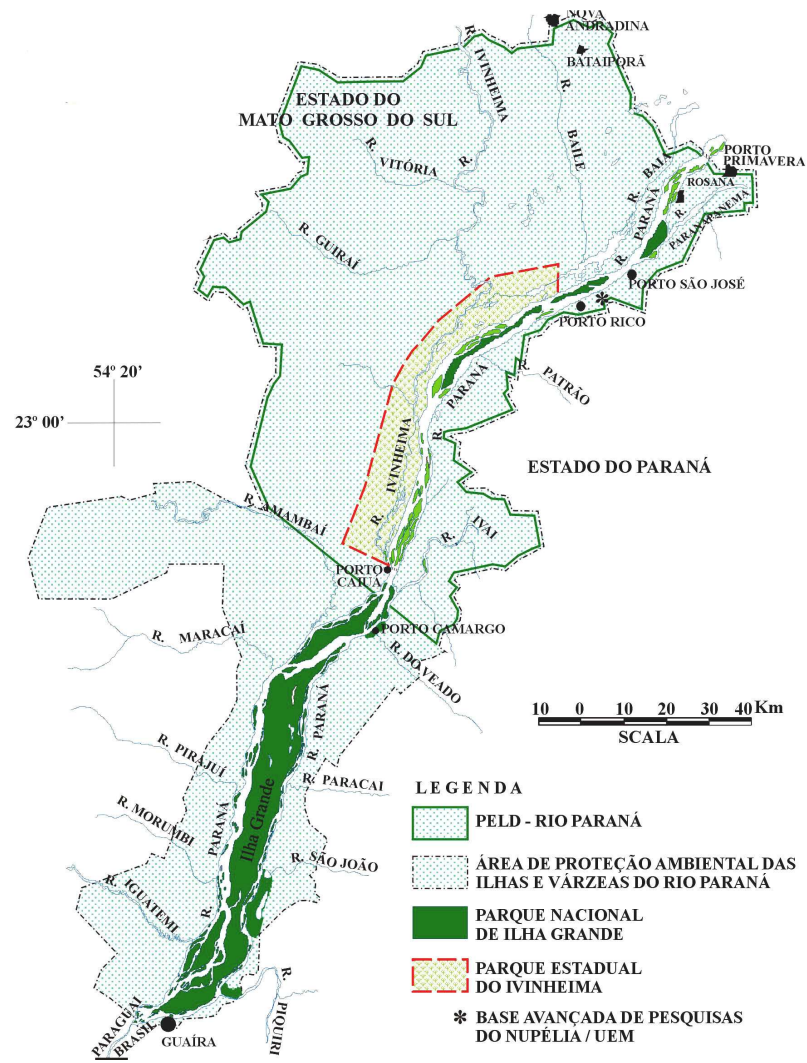 NOVA
ANDRADINA
BATAIPORÃ
R. IVINHEIMA
R.
R. BAILE
ESTADO DO
MATO GROSSO DO SUL
R.
VITÓRIA
R. GUIRAÍ
R. BAIA
PORTO
PRIMAVERA
ROSANA
R. PARANÁ
R.
PARANAPANEMA
PORTO SÃO JOSÉ
PORTO RICO
54º 20'
23º 00'
R. PATRÃO
R. PARANÁ
R. IVINHEIMA
ESTADO DO PARANÁ
R. AMAMBAÍ
R. IVAI
PORTO
CAIUÁ
PORTO CAMARGO
R. MARACAÍ
R. DO VEADO
R. PARANÁ
10 0 10 20 30 40 Km
SCALA
R. PIRAJUÍ
R. PARACAI
Ilha Grande
R. MORUMBI
R. PARANÁ
R. SÃO JOÃO
R. IGUATEMI
R. PIQUIRI
PARAGUAI
BRASIL
GUAÍRA
LEGENDA
PELD - RIO PARANÁ
ÁREA DE PROTEÇÃO AMBIENTAL DAS
ILHAS E VÁRZEAS DO RIO PARANÁ
PARQUE NACIONAL
DE ILHA GRANDE
PARQUE ESTADUAL
DO IVINHEIMA
* BASE AVANÇADA DE PESQUISAS
DO NUPÉLIA / UEM